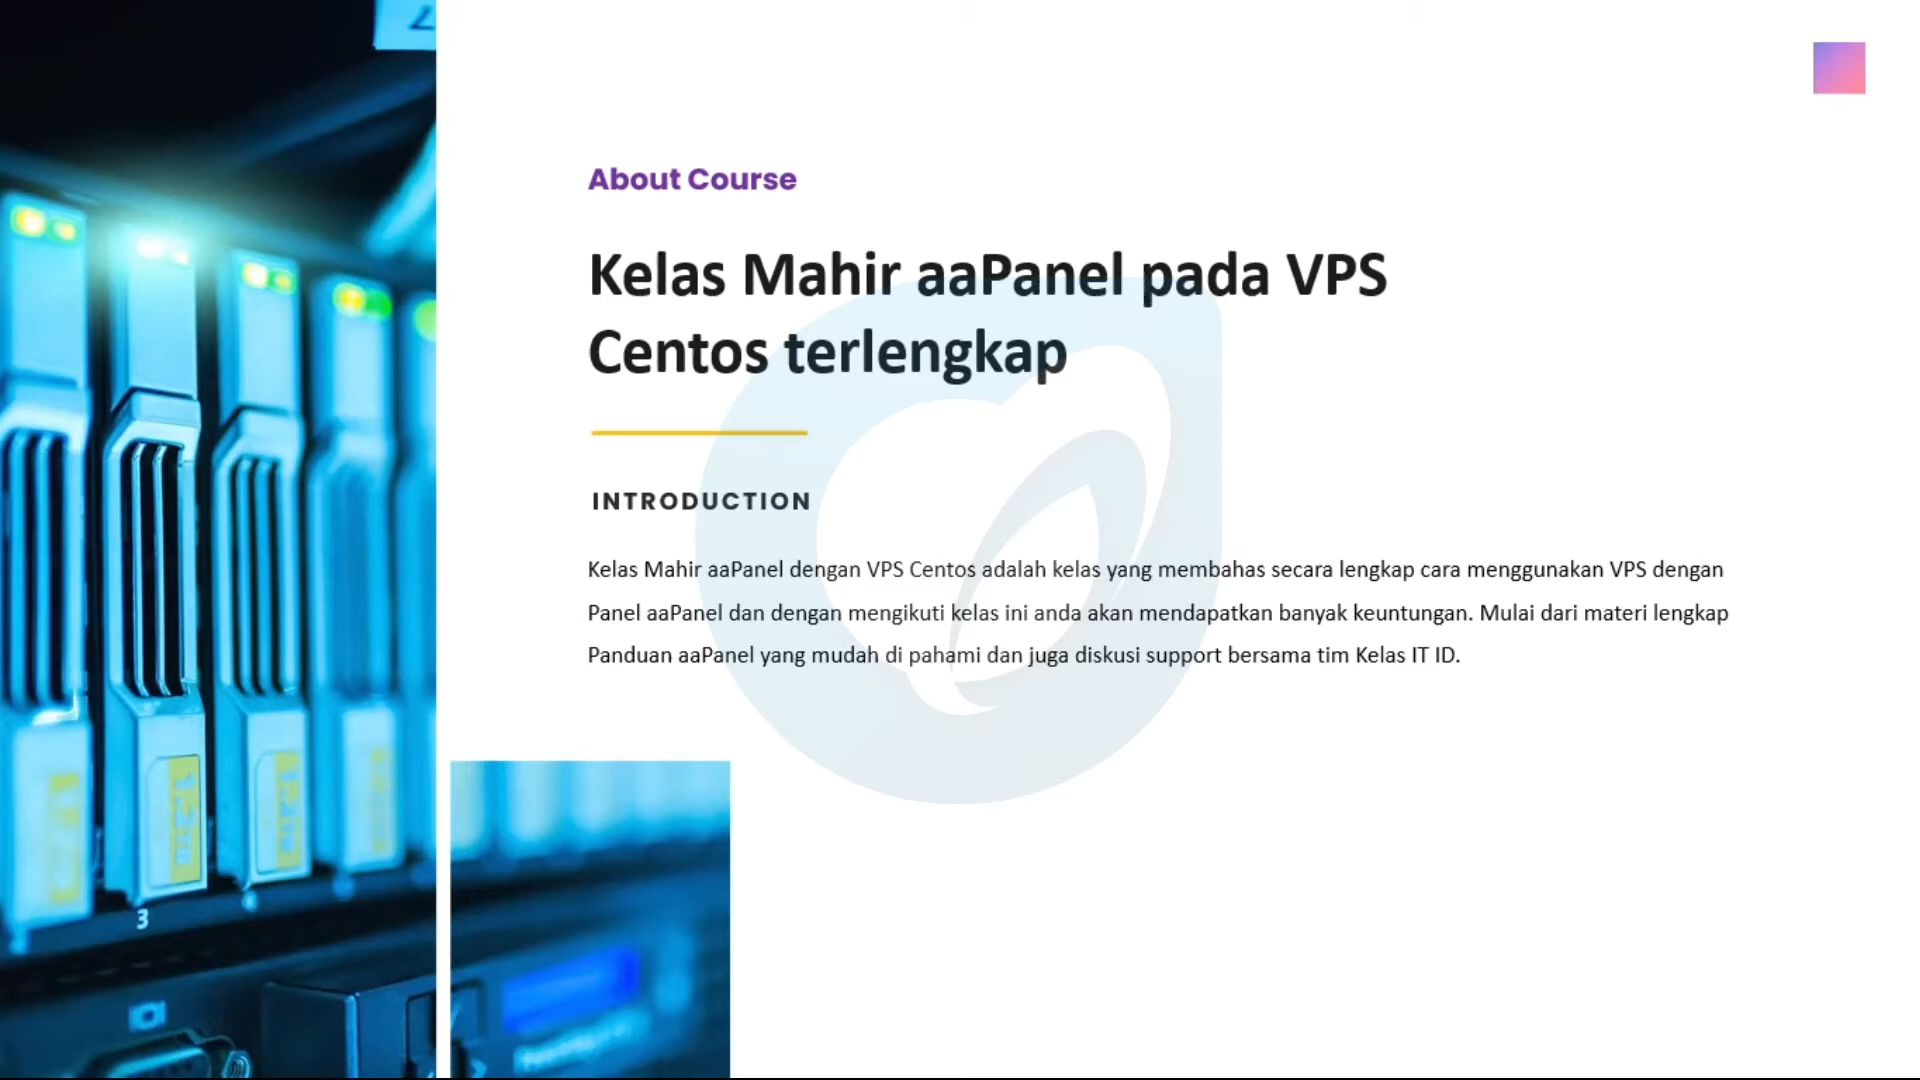 About Course
Kelas Mahir aaPanel pada VPS
Centos terlengkap
INTRODUCTION
Kelas Mahir aaPanel dengan VPS Centos adalah kelas yang membahas secara lengkap cara menggunakan VPS dengan
Panel aaPanel dan dengan mengikuti kelas ini anda akan mendapatkan banyak keuntungan. Mulai dari materi lengkap
Panduan aaPanel yang mudah di pahami dan juga diskusi support bersama tim Kelas IT ID.
3